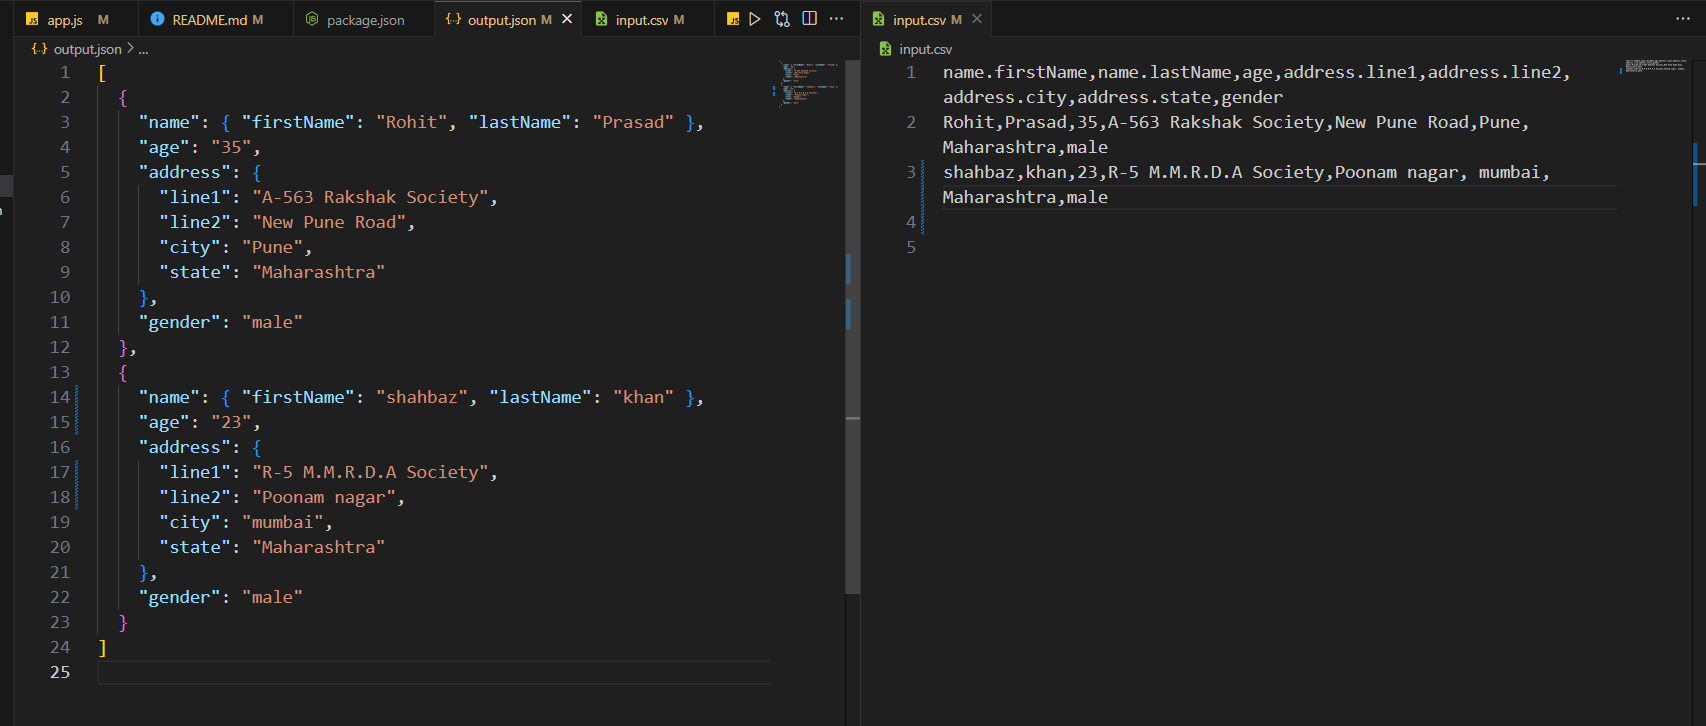 app.js M README.md M package.json output.json M input.csv M
output.json > ...
1 [
2 {
3 "name": { "firstName": "Rohit", "lastName": "Prasad" },
4 "age": "35",
5 "address": {
6 "line1": "A-563 Rakshak Society",
7 "line2": "New Pune Road",
8 "city": "Pune",
9 "state": "Maharashtra"
10 },
11 "gender": "male"
12 },
13 {
14 "name": { "firstName": "shahbaz", "lastName": "khan" },
15 "age": "23",
16 "address": {
17 "line1": "R-5 M.M.R.D.A Society",
18 "line2": "Poonam nagar",
19 "city": "mumbai",
20 "state": "Maharashtra"
21 },
22 "gender": "male"
23 }
24 ]
25
input.csv M
input.csv
1 name.firstName,name.lastName,age,address.line1,address.line2,
address.city,address.state,gender
2 Rohit,Prasad,35,A-563 Rakshak Society,New Pune Road,Pune,
Maharashtra,male
3 shahbaz,khan,23,R-5 M.M.R.D.A Society,Poonam nagar, mumbai,
Maharashtra,male
4
5